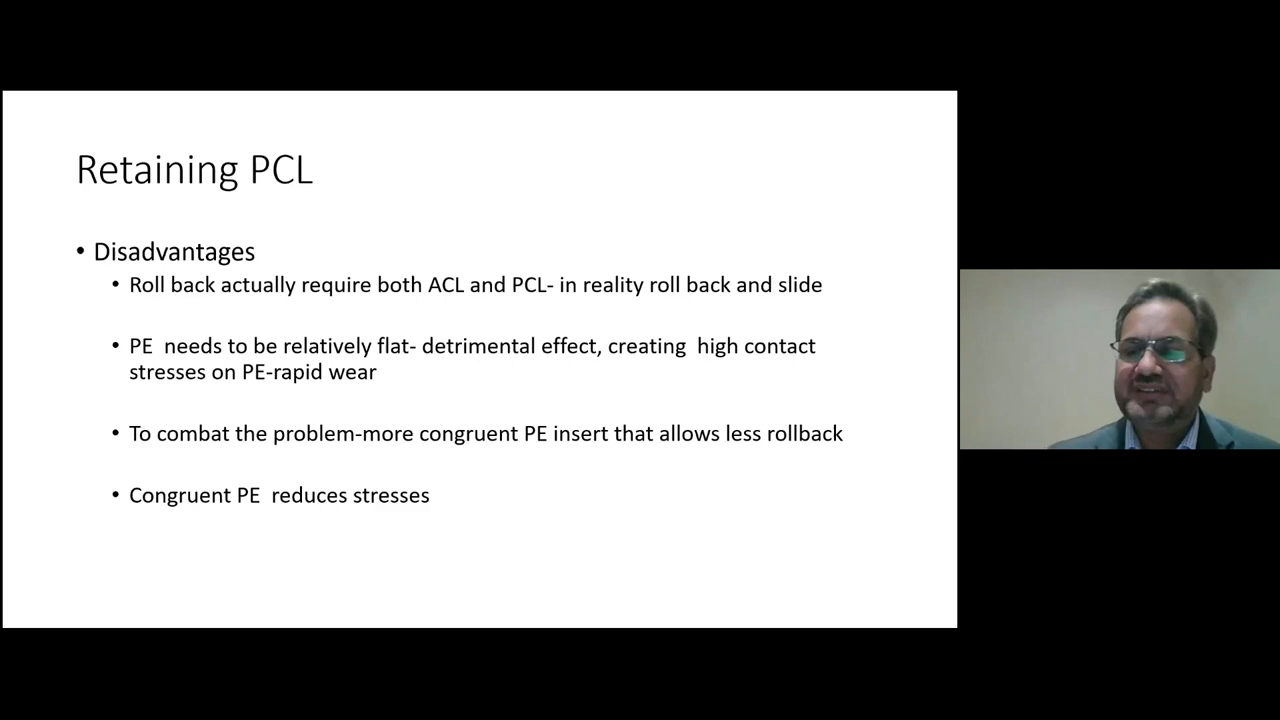 Retaining PCL
• Disadvantages
• Roll back actually require both ACL and PCL- in reality roll back and slide
• PE  needs to be relatively flat- detrimental effect, creating  high contact
stresses on PE-rapid wear
• To combat the problem-more congruent PE insert that allows less rollback
• Congruent PE  reduces stresses